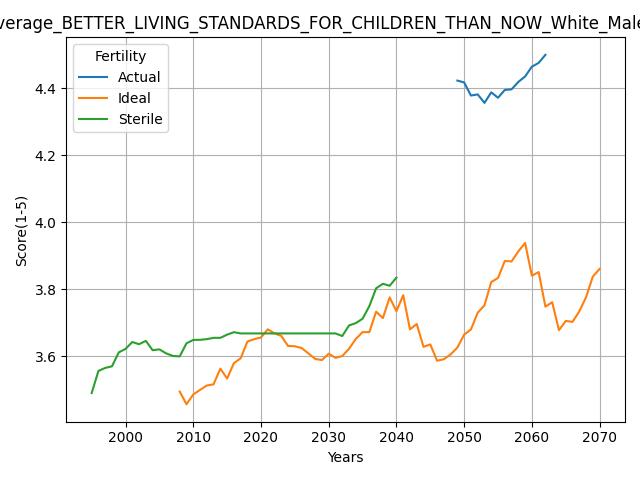 verage_BETTER_LIVING_STANDARDS_FOR_CHILDREN_THAN_NOW_White_Male
Fertility
Actual
Ideal
Sterile
4.4
4.2
4.0
3.8
3.6
Score(1-5)
2000 2010 2020 2030 2040 2050 2060 2070
Years